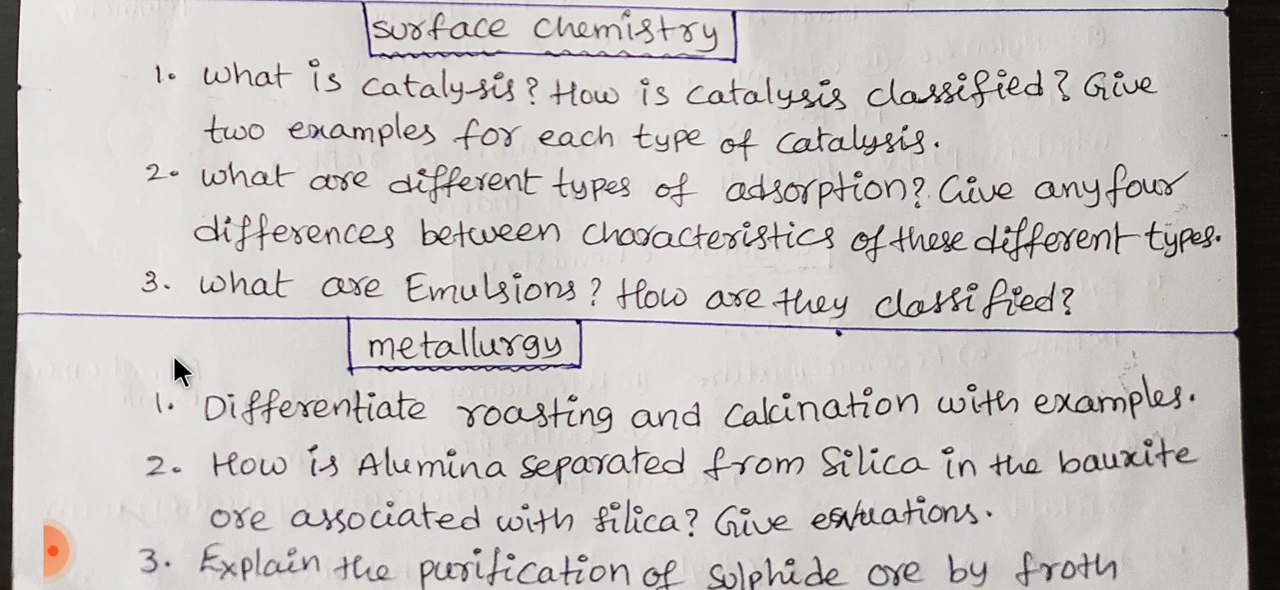 surface chemistry
1. what is catalysis? How is catalysis classified? Give
two examples for each type of catalysis.
2. what are different types of adsorption? Give any four
differences between characteristics of these different types.
3. what are Emulsions? How are they classified?
metallurgy
1. Differentiate roasting and calcination with examples.
2. How is Alumina separated from silica in the bauxite
ore associated with silica? Give equations.
3. Explain the purification of sulphide ore by froth